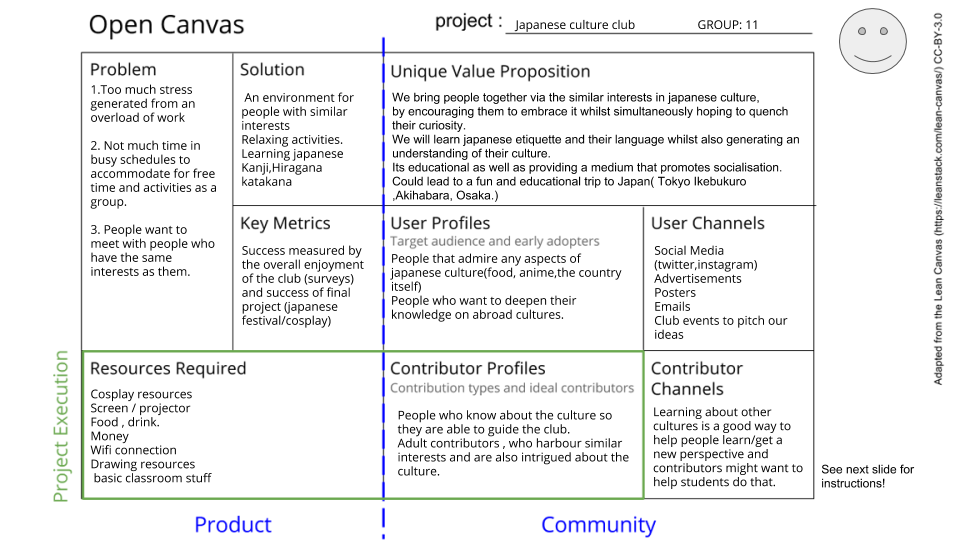 Open Canvas
project :
Japanese culture club
GROUP: 11
Problem
1.Too much stress
generated from an
overload of work
2. Not much time in
busy schedules to
accommodate for free
time and activities as a
group.
3. People want to
meet with people who
have the same
interests as them.
Solution
An environment for
people with similar
interests
Relaxing activities.
Learning japanese
Kanji,Hiragana
katakana
Unique Value Proposition
We bring people together via the similar interests in japanese culture,
by encouraging them to embrace it whilst simultaneously hoping to quench
their curiosity.
We will learn japanese etiquette and their language whilst also generating an
understanding of their culture.
Its educational as well as providing a medium that promotes socialisation.
Could lead to a fun and educational trip to Japan( Tokyo Ikebukuro
,Akihabara, Osaka.)
Key Metrics
Success measured by
the overall enjoyment
of the club (surveys)
and success of final
project (japanese
festival/cosplay)
User Profiles
Target audience and early adopters
People that admire any aspects of
japanese culture(food, anime,the country
itself)
People who want to deepen their
knowledge on abroad cultures.
User Channels
Social Media
(twitter,instagram)
Advertisements
Posters
Emails
Club events to pitch our
ideas
Project Execution
Resources Required
Cosplay resources
Screen / projector
Food , drink.
Money
Wifi connection
Drawing resources
basic classroom stuff
Contributor Profiles
Contribution types and ideal contributors
People who know about the culture so
they are able to guide the club.
Adult contributors , who harbour similar
interests and are also intrigued about the
culture.
Contributor
Channels
Learning about other
cultures is a good way to
help people learn/get a
new perspective and
contributors might want to
help students do that.
Product
Community
See next slide for
instructions!
Adapted from the Lean Canvas (https://leanstack.com/lean-canvas/) CC-BY-3.0